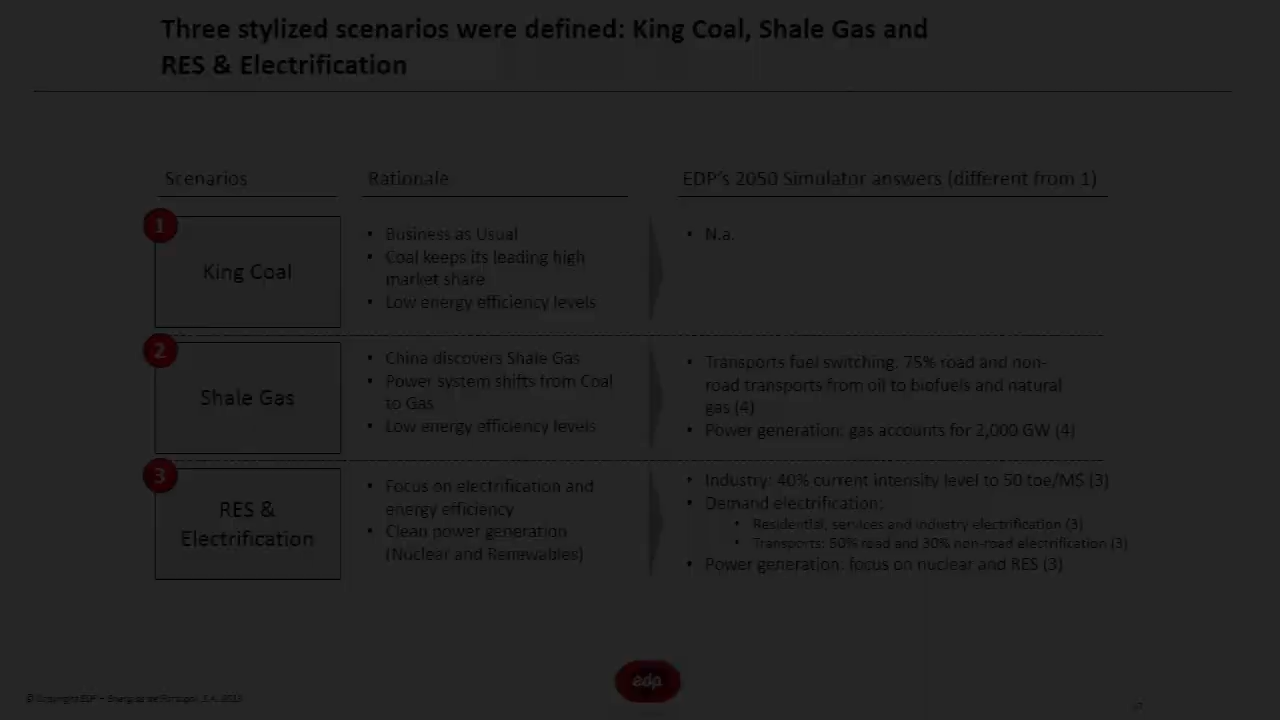 Three stylized scenarios were defined: King Coal, Shale Gas and
RES & Electrification
Scenarios
Rationale
EDP's 2050 Simulator answers (different from 1)
1
King Coal
• Business as Usual
• Coal keeps its leading high
market share
• Low energy efficiency levels
• N.a.
2
Shale Gas
• China discovers Shale Gas
• Power system shifts from Coal
to Gas
• Low energy efficiency levels
• Transports fuel switching: 75% road and non-
road transports from oil to biofuels and natural
gas (4)
• Power generation: gas accounts for 2,000 GW (4)
3
RES &
Electrification
• Focus on electrification and
energy efficiency
• Clean power generation
(Nuclear and Renewables)
• Industry: 40% current intensity level to 50 toe/M$ (3)
• Demand electrification:
• Residential, services and industry electrification (3)
• Transports: 50% road and 30% non-road electrification (3)
• Power generation: focus on nuclear and RES (3)
edp
© Copyright EDP – Energias de Portugal, S.A.